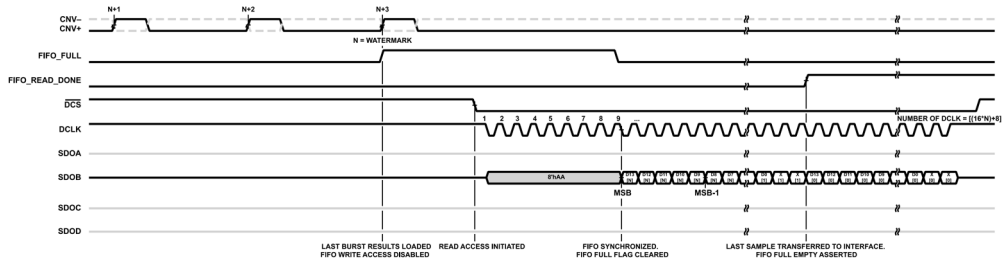 N+1 N+2 N+3
CNV–
CNV+
N = WATERMARK
FIFO_FULL
FIFO_READ_DONE
DCS
1 2 3 4 5 6 7 8 9 ... NUMBER OF DCLK = [(16*N)+8]
DCLK
SDOA
SDOB 8'hAA
MSB MSB-1
SDOC
SDOD
LAST BURST RESULTS LOADED READ ACCESS INITIATED FIFO SYNCHRONIZED. LAST SAMPLE TRANSFERRED TO INTERFACE.
FIFO WRITE ACCESS DISABLED FIFO FULL FLAG CLEARED FIFO FULL EMPTY ASSERTED